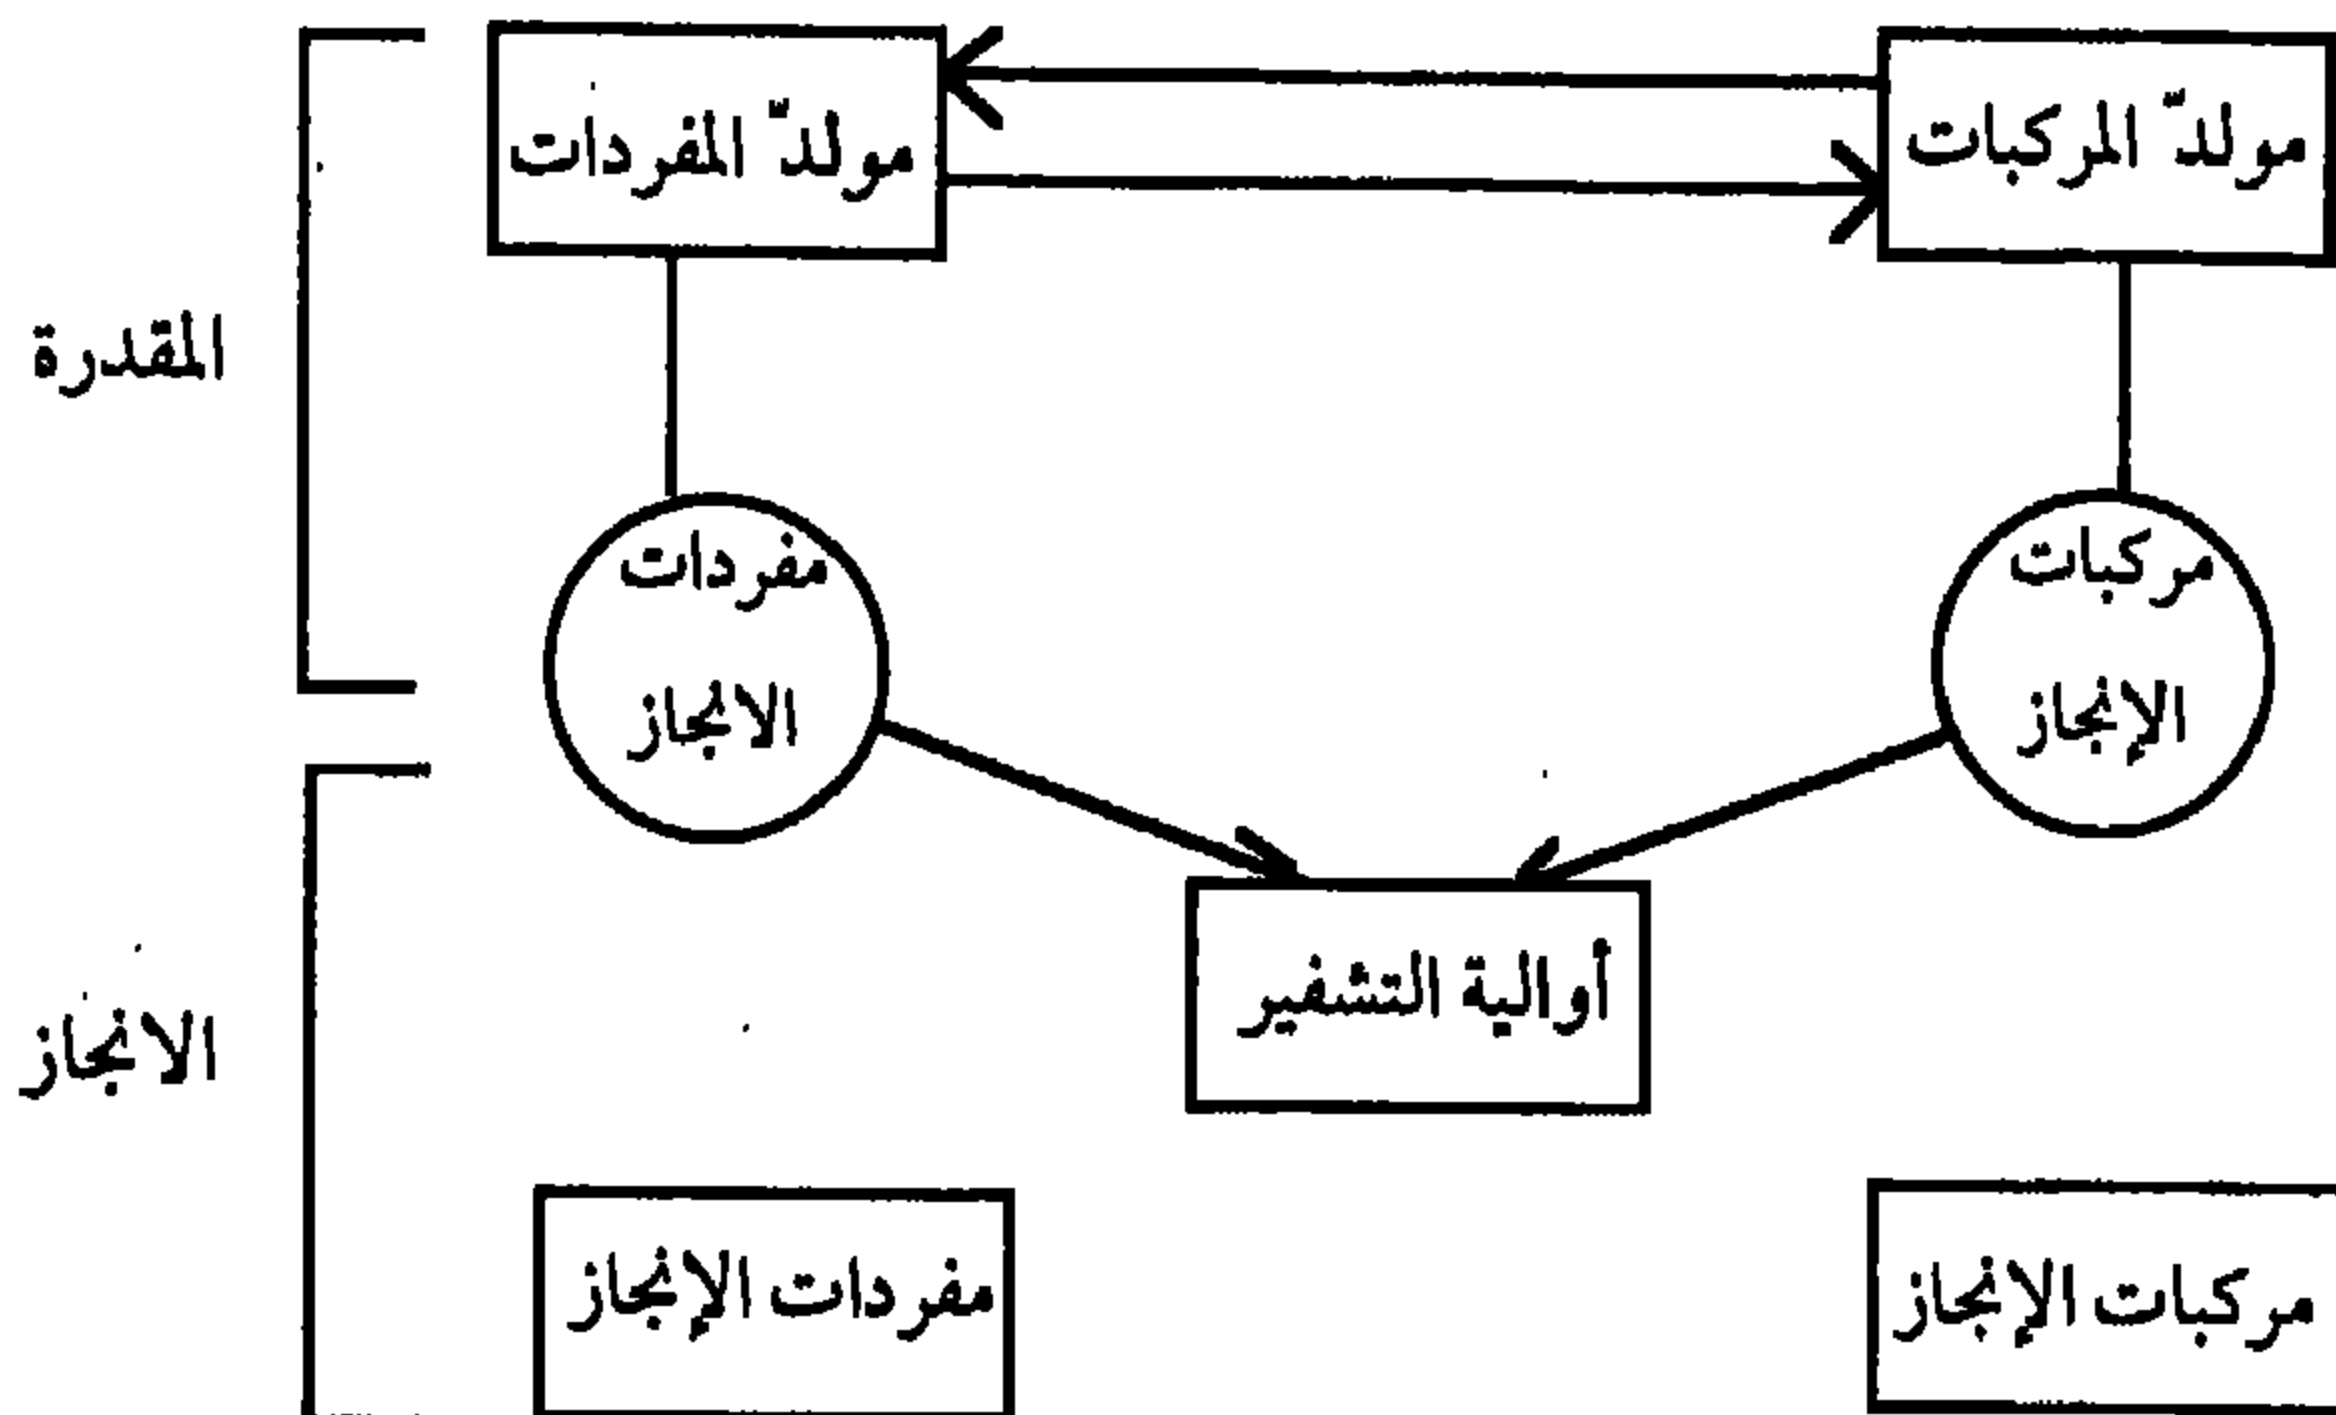 مولدّ المركبات
مولدّ المفردات
المقدرة
مركبات
الإنجاز
مفردات
الانجاز
أوالية التشفير
الانجاز
مركبات الإنجاز
مفردات الإنجاز